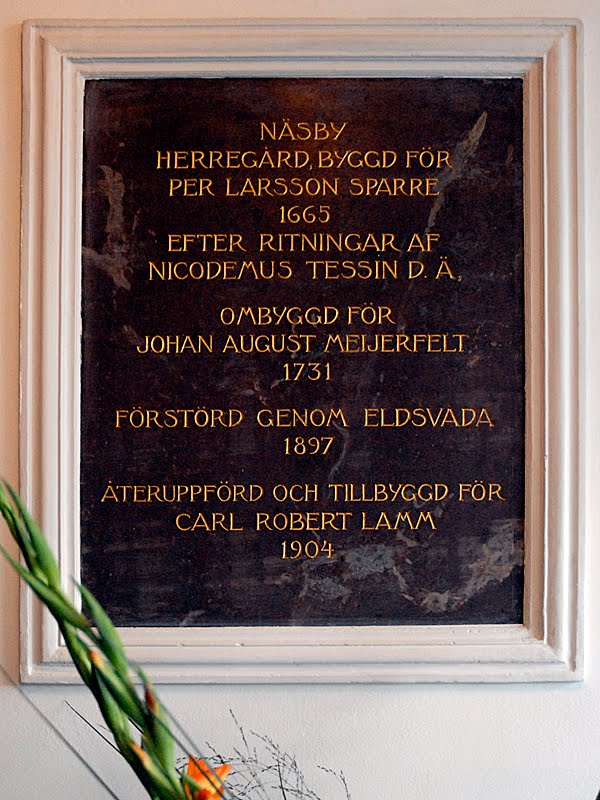 NÄSBY
HERREGÅRD, BYGGD FÖR
PER LARSSON SPARRE
1665
EFTER RITNINGAR AF
NICODEMUS TESSIN D. Ä,
OMBYGGD FÖR
JOHAN AUGUST MEIJERFELT
1731
FÖRSTÖRD GENOM ELDSVADA
1897
ÅTERUPPFÖRD OCH TILLBYGGD FÖR
CARL ROBERT LAMM
1904